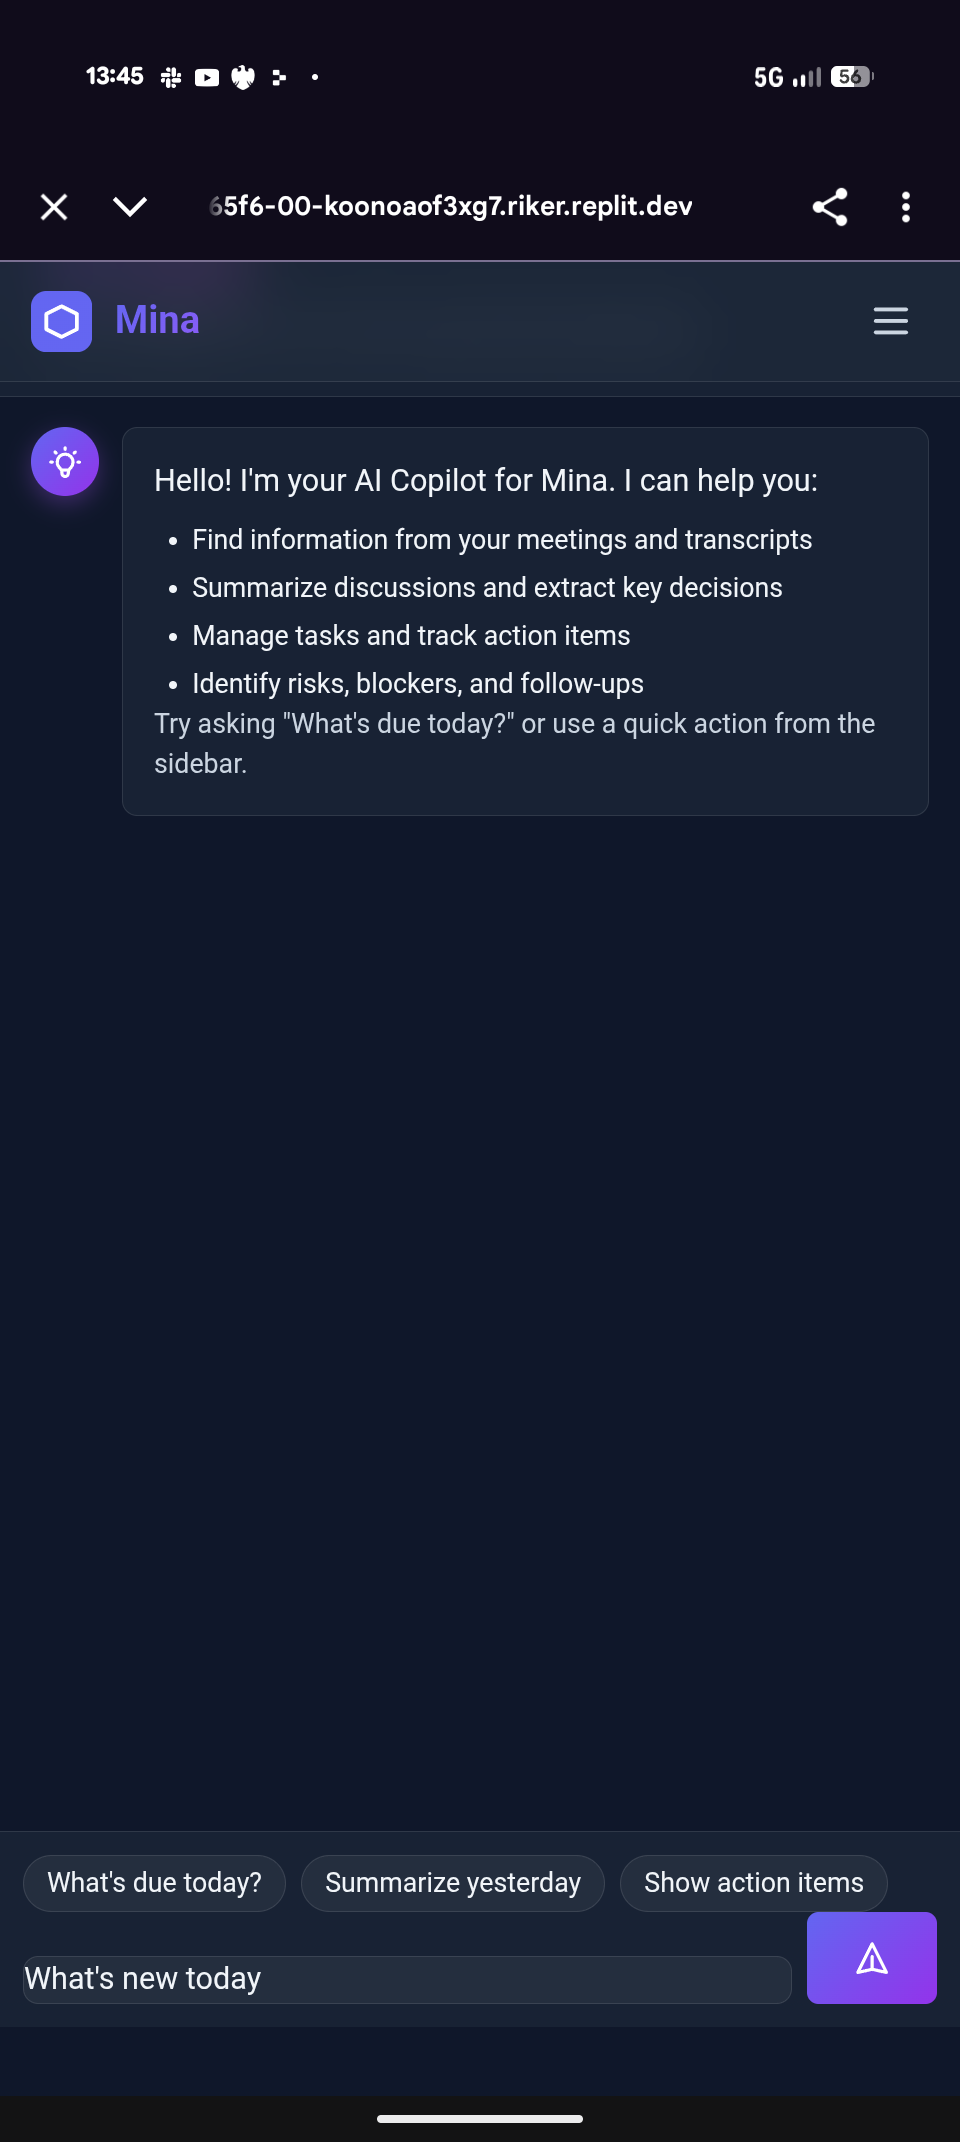 13:45
5G
56
65f6-00-koonoaof3xg7.riker.replit.dev
Mina
Hello! I'm your AI Copilot for Mina. I can help you:
• Find information from your meetings and transcripts
• Summarize discussions and extract key decisions
• Manage tasks and track action items
• Identify risks, blockers, and follow-ups
Try asking "What's due today?" or use a quick action from the
sidebar.
What's due today?
Summarize yesterday
Show action items
What's new today